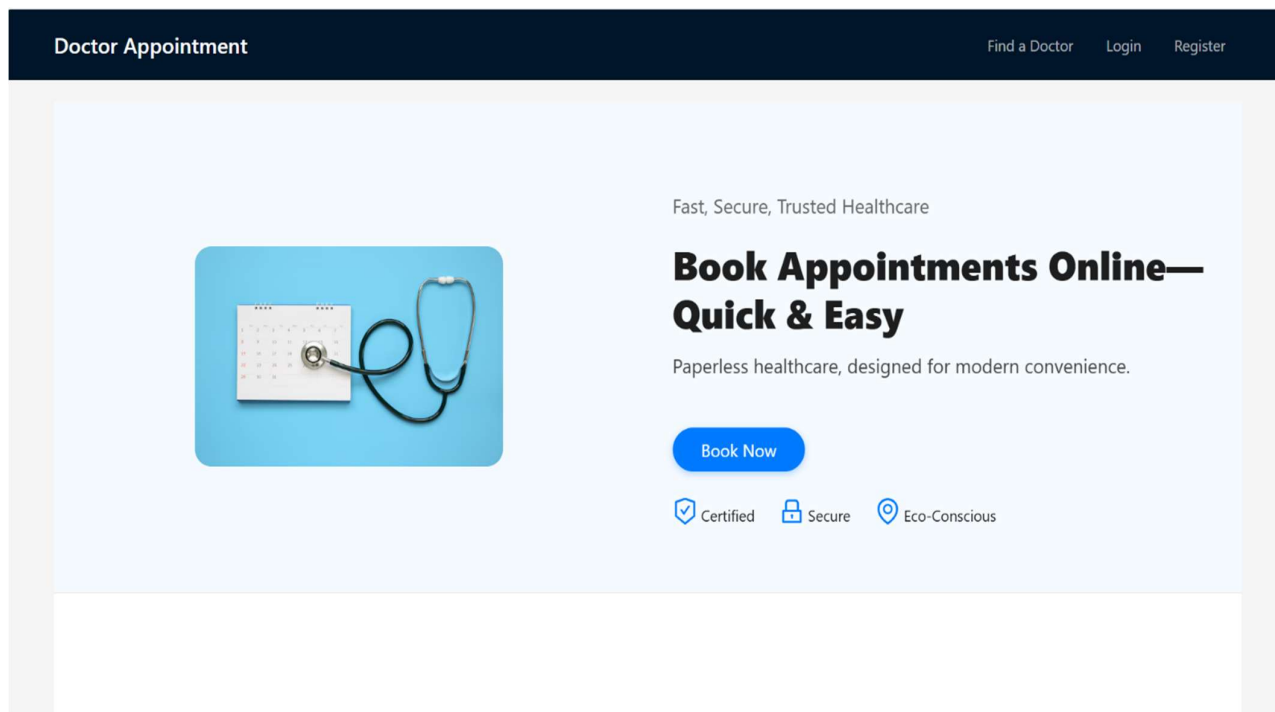 Doctor Appointment
Find a Doctor Login Register
Fast, Secure, Trusted Healthcare
Book Appointments Online—
Quick & Easy
Paperless healthcare, designed for modern convenience.
Book Now
Certified Secure Eco-Conscious